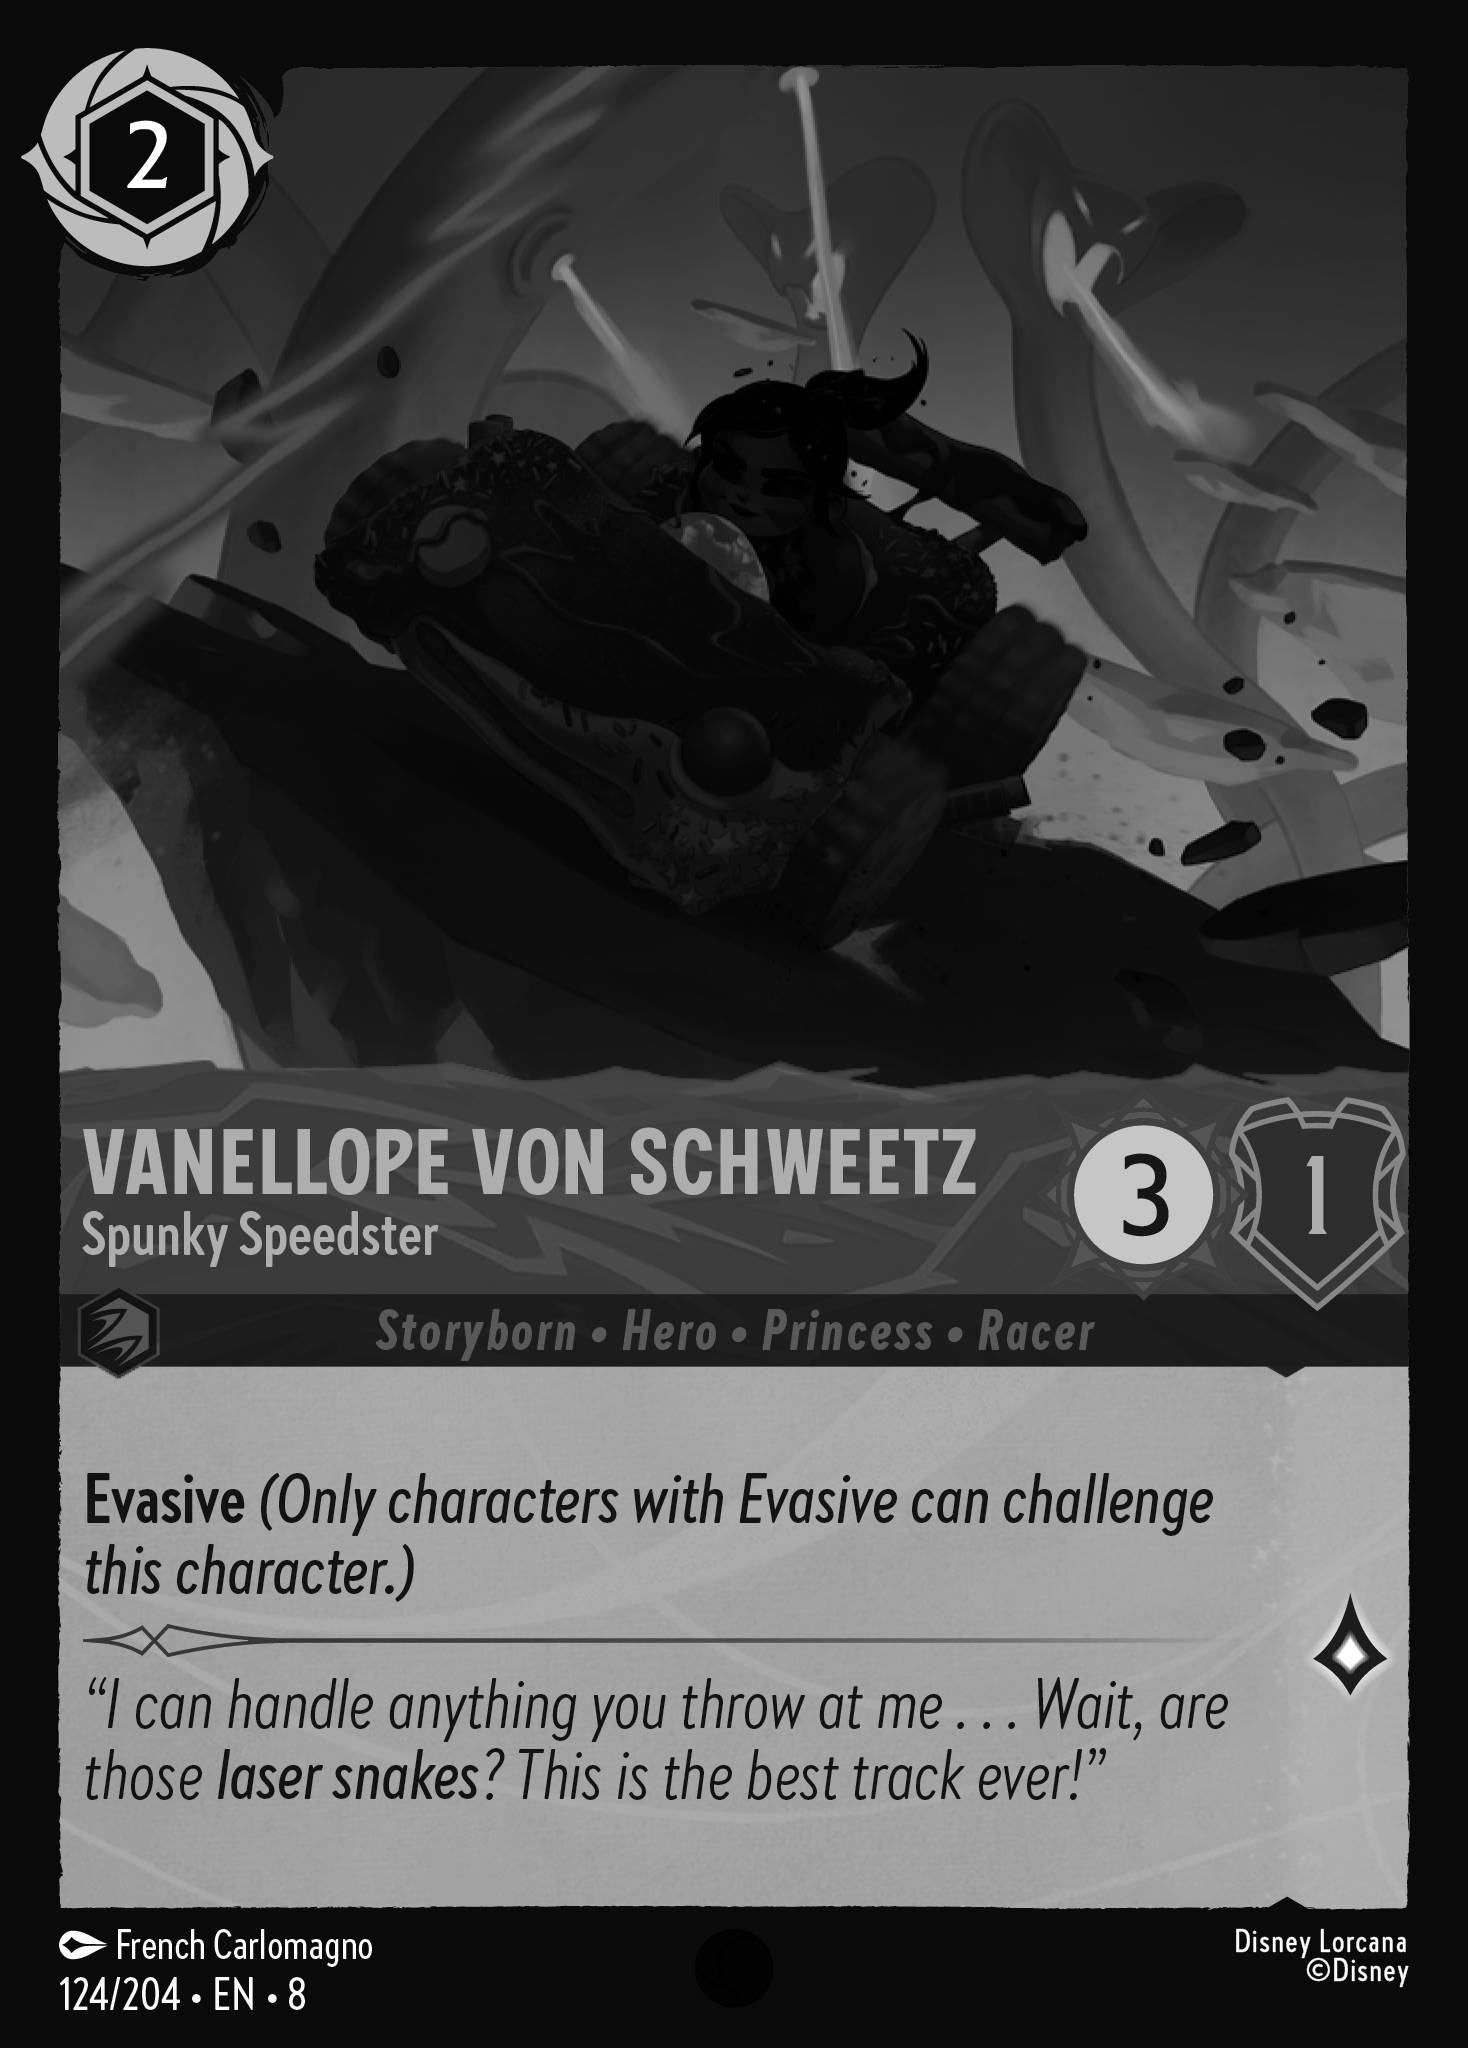 2
VANELLOPE VON SCHWEETZ
Spunky Speedster
3
1
Storyborn • Hero • Princess • Racer
Evasive (Only characters with Evasive can challenge
this character.)
“I can handle anything you throw at me . . . Wait, are
those laser snakes? This is the best track ever!”
French Carlomagno
124/204 • EN • 8
Disney Lorcana
©Disney